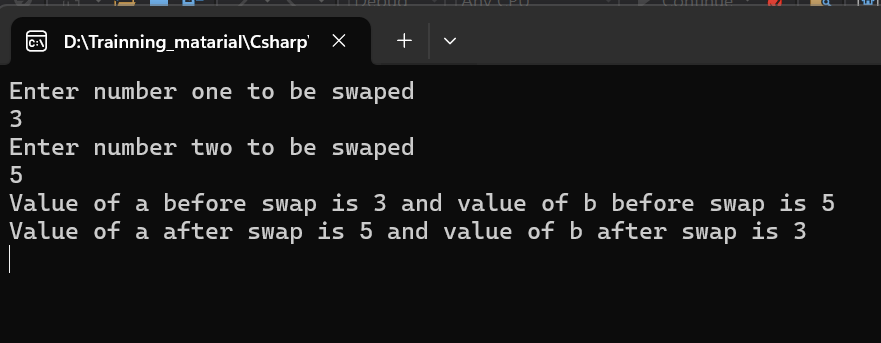 D:\Trainning_matarial\Csharp
Enter number one to be swaped
3
Enter number two to be swaped
5
Value of a before swap is 3 and value of b before swap is 5
Value of a after swap is 5 and value of b after swap is 3